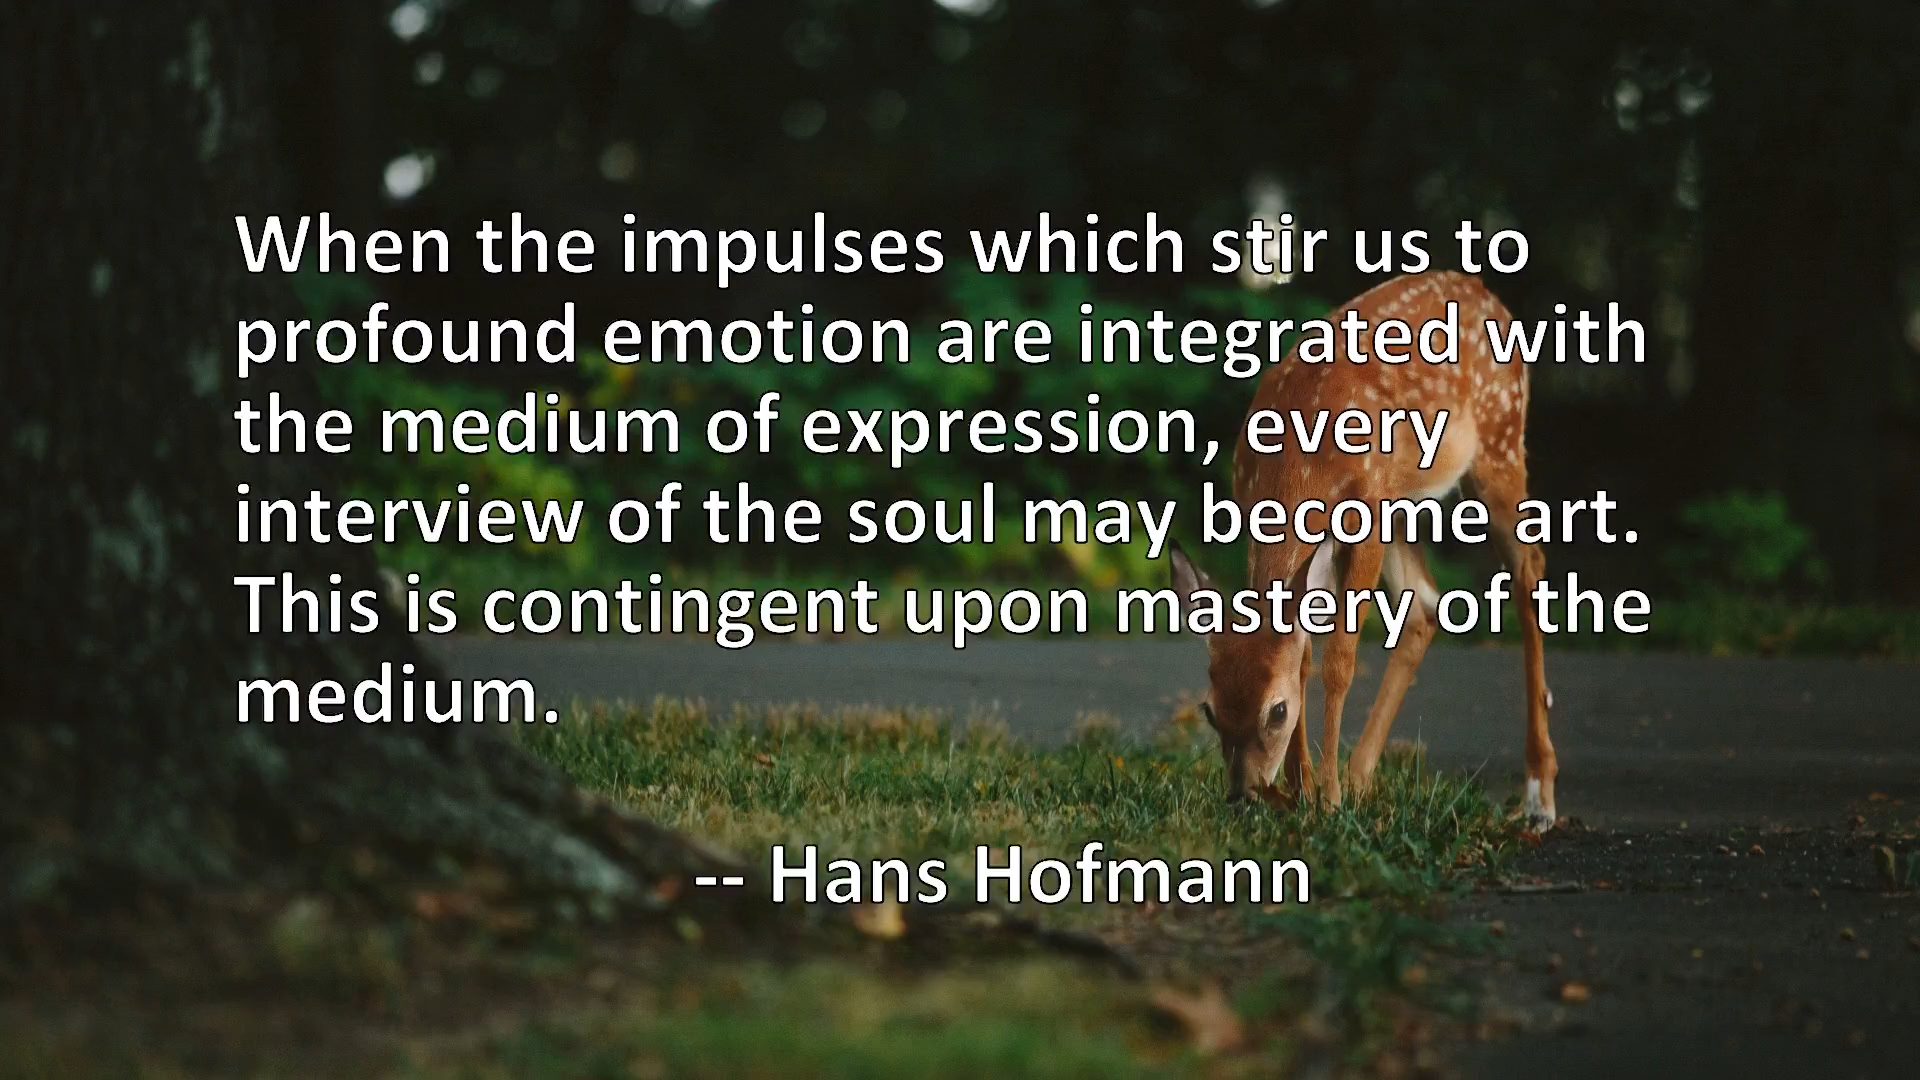 When the impulses which stir us to
profound emotion are integrated with
the medium of expression, every
interview of the soul may become art.
This is contingent upon mastery of the
medium.
-- Hans Hofmann